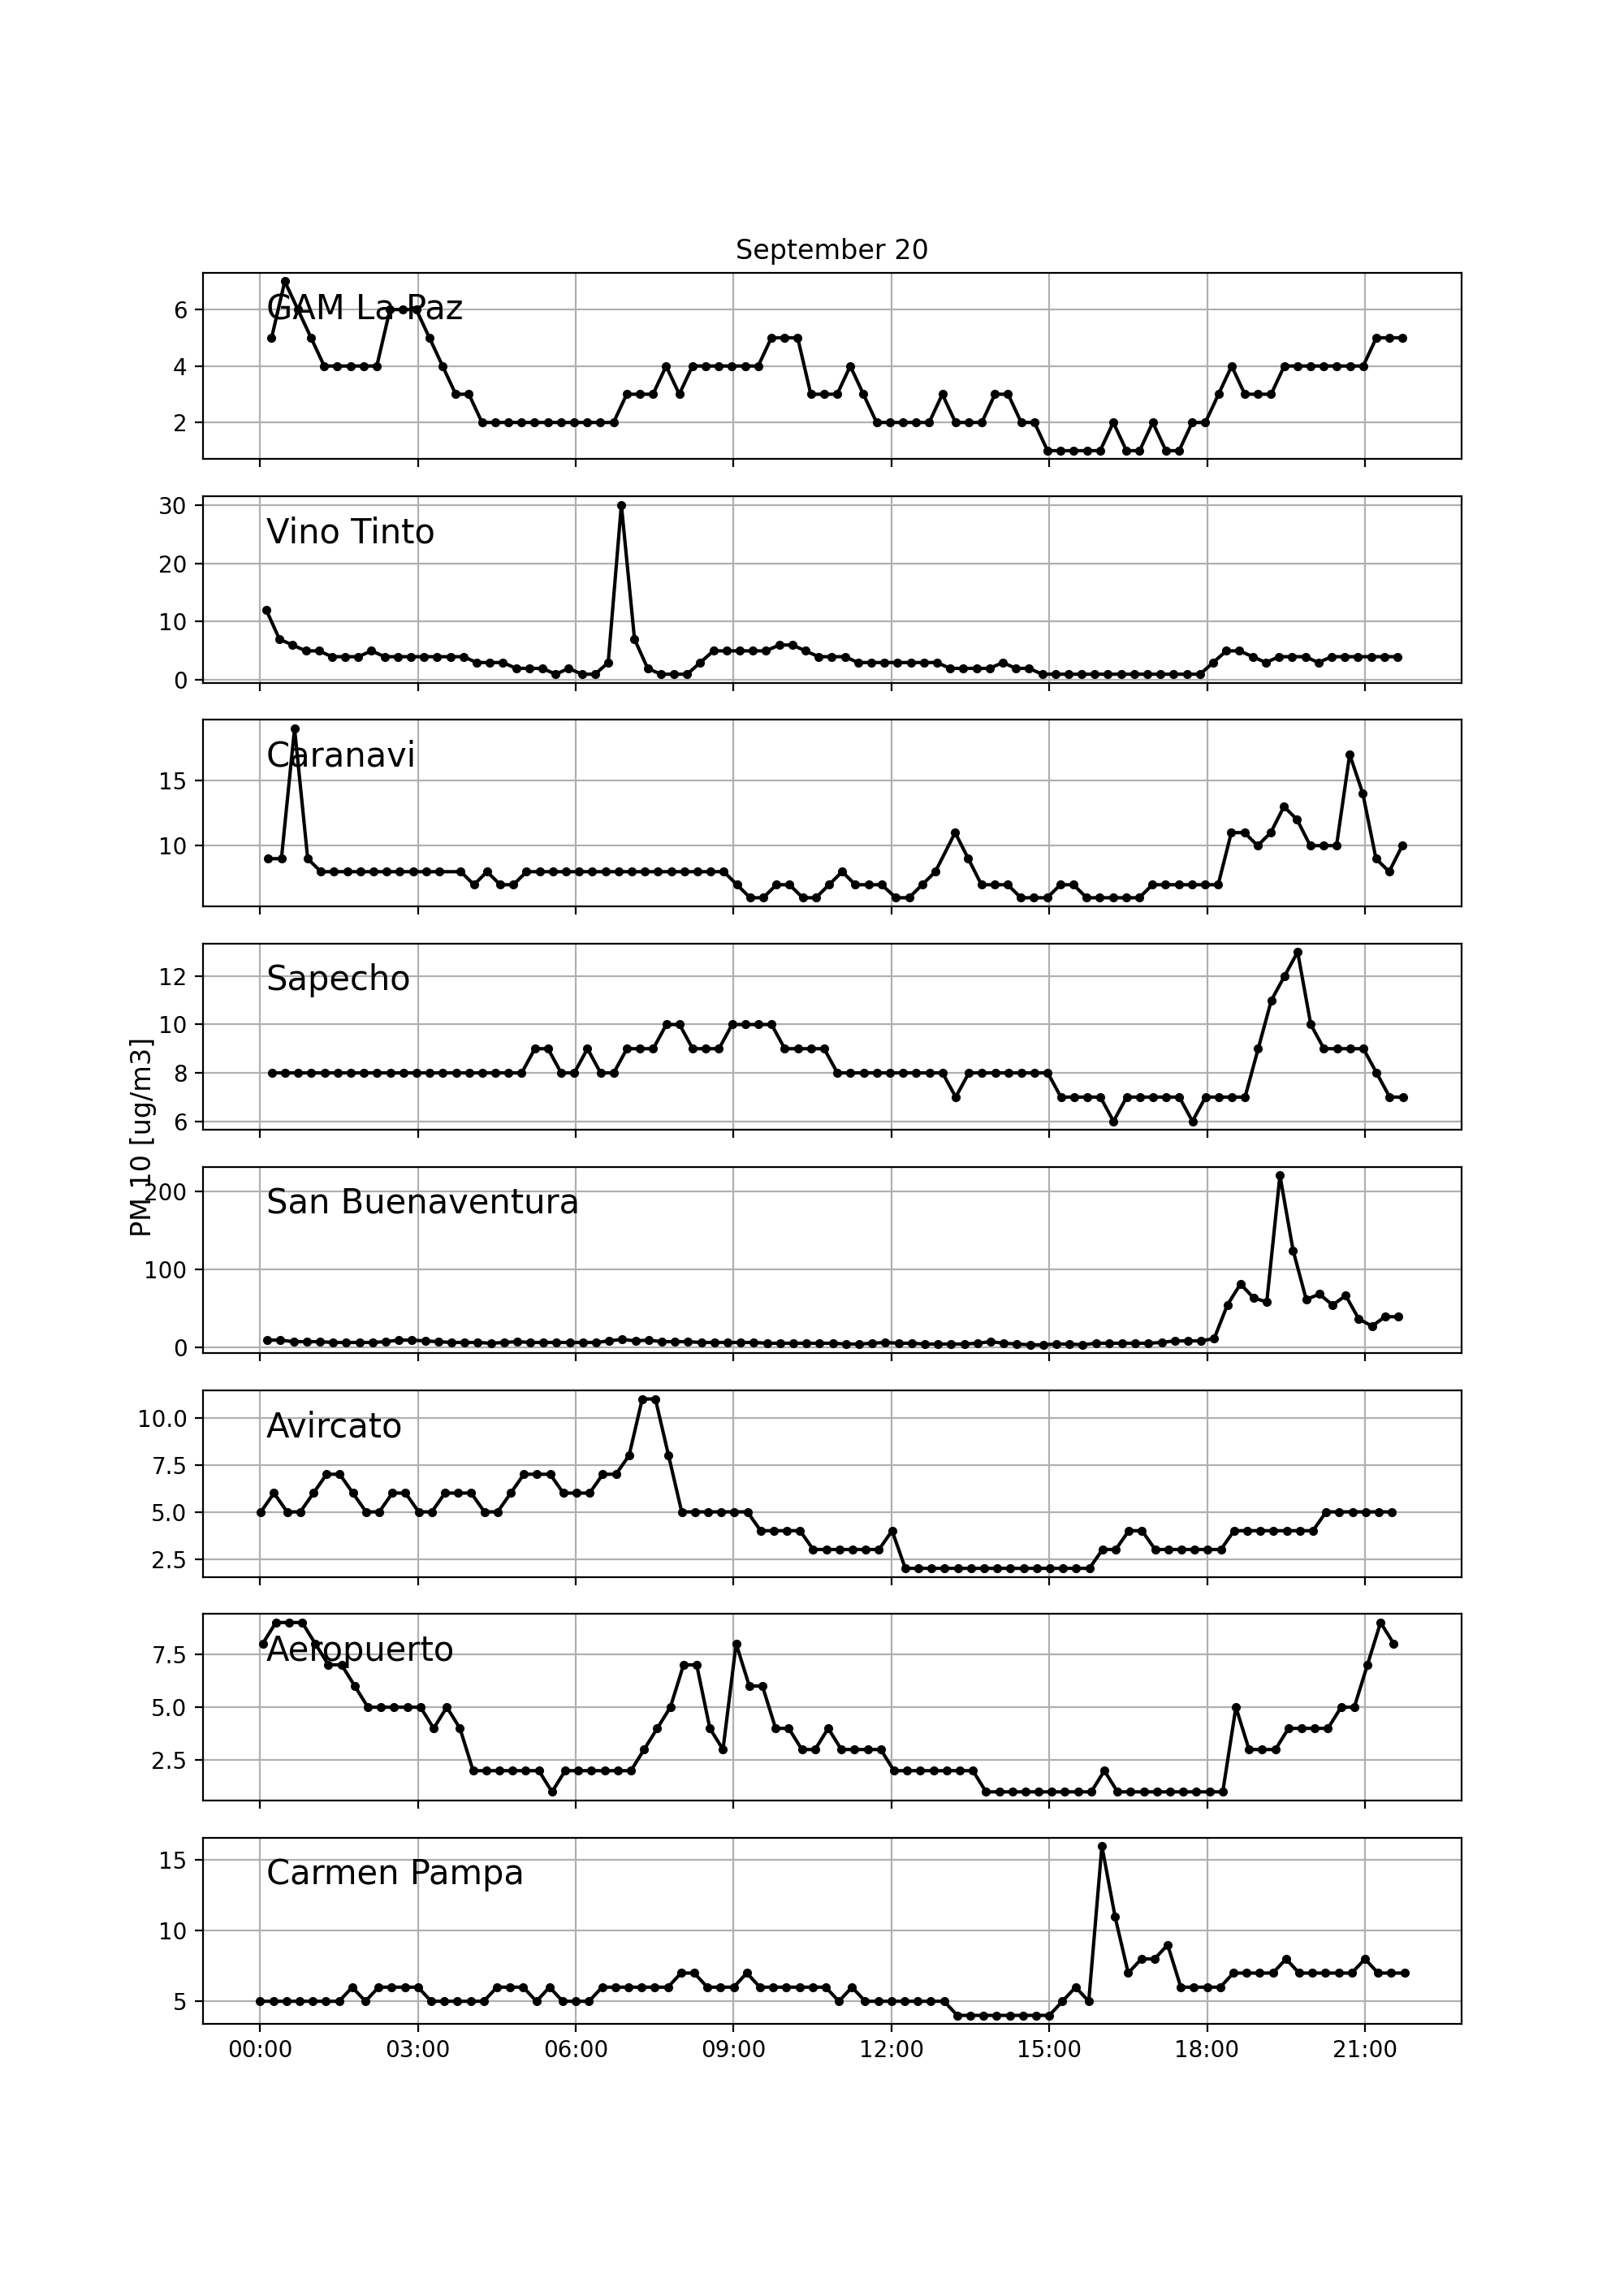 September 20
GAM La Paz
6
4
2
Vino Tinto
30
20
10
0
Caranavi
15
10
Sapecho
12
10
8
6
PM 10 [ug/m3]
San Buenaventura
200
100
0
Avircato
10.0
7.5
5.0
2.5
Aeropuerto
7.5
5.0
2.5
Carmen Pampa
15
10
5
00:00 03:00 06:00 09:00 12:00 15:00 18:00 21:00